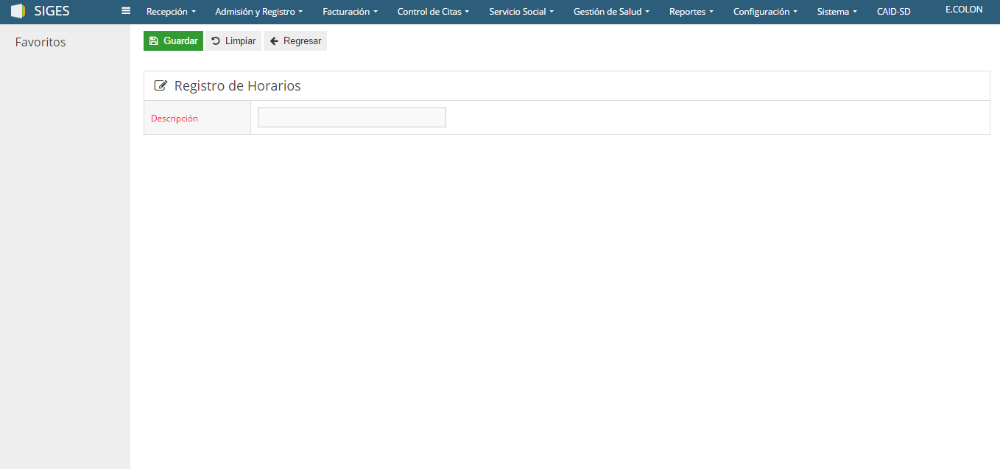 SIGES
Recepción
Admisión y Registro
Facturación
Control de Citas
Servicio Social
Gestión de Salud
Reportes
Configuración
Sistema
CAID-SD
E.COLON
Favoritos
Guardar
Limpiar
Regresar
Registro de Horarios
Descripción